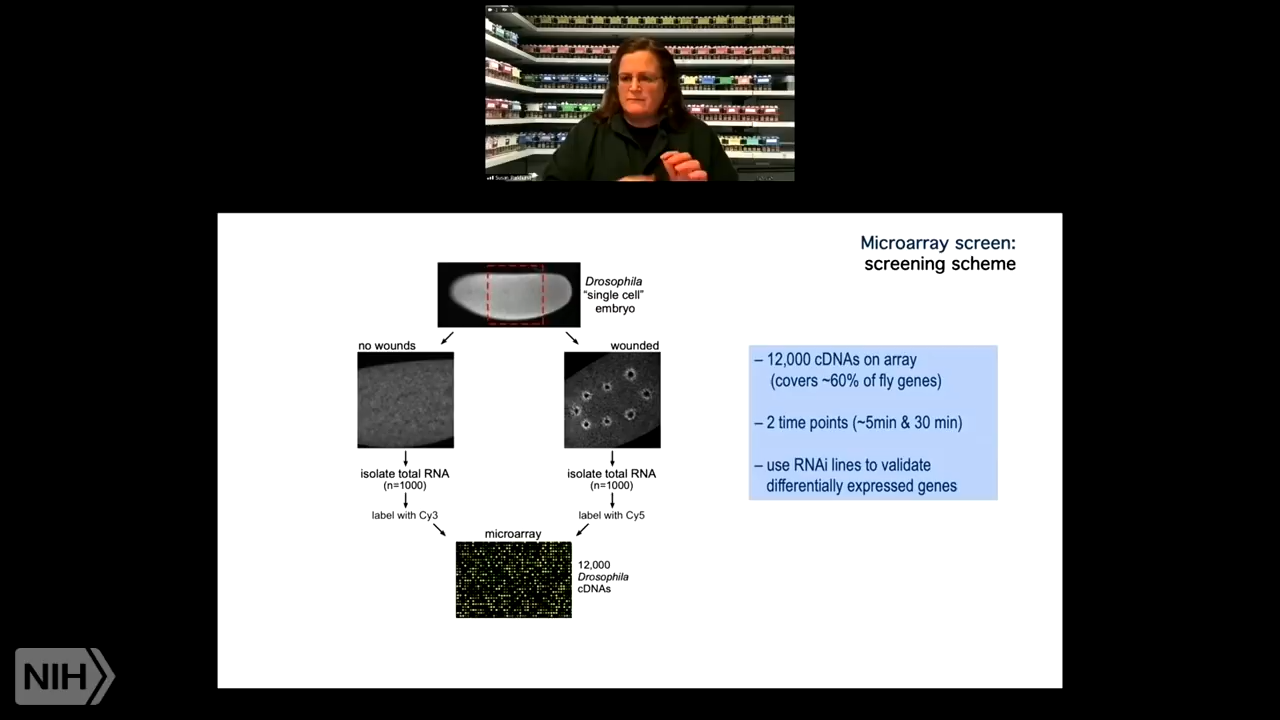 Susan Parkhurst
Microarray screen:
screening scheme
Drosophila
"single cell"
embryo
no wounds
wounded
isolate total RNA
(n=1000)
isolate total RNA
(n=1000)
label with Cy3
label with Cy5
microarray
12,000
Drosophila
cDNAs
– 12,000 cDNAs on array
(covers ~60% of fly genes)
– 2 time points (~5min & 30 min)
– use RNAi lines to validate
differentially expressed genes
NIH